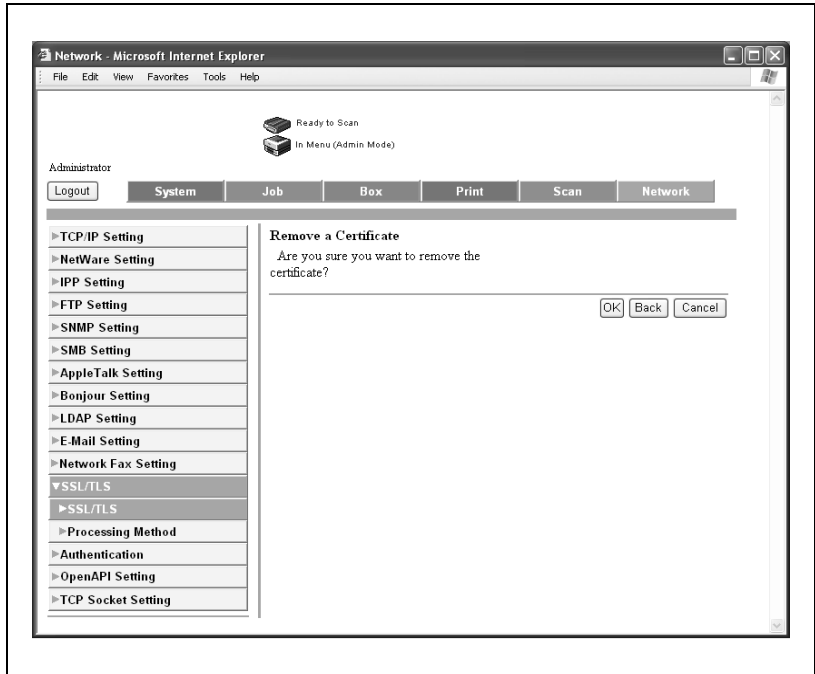 Network - Microsoft Internet Explorer
File Edit View Favorites Tools Help
Ready to Scan
In Menu (Admin Mode)
Administrator
Logout System Job Box Print Scan Network
TCP/IP Setting
NetWare Setting
IPP Setting
FTP Setting
SNMP Setting
SMB Setting
AppleTalk Setting
Bonjour Setting
LDAP Setting
E-Mail Setting
Network Fax Setting
SSL/TLS
SSL/TLS
Processing Method
Authentication
OpenAPI Setting
TCP Socket Setting
Remove a Certificate
Are you sure you want to remove the
certificate?
OK Back Cancel